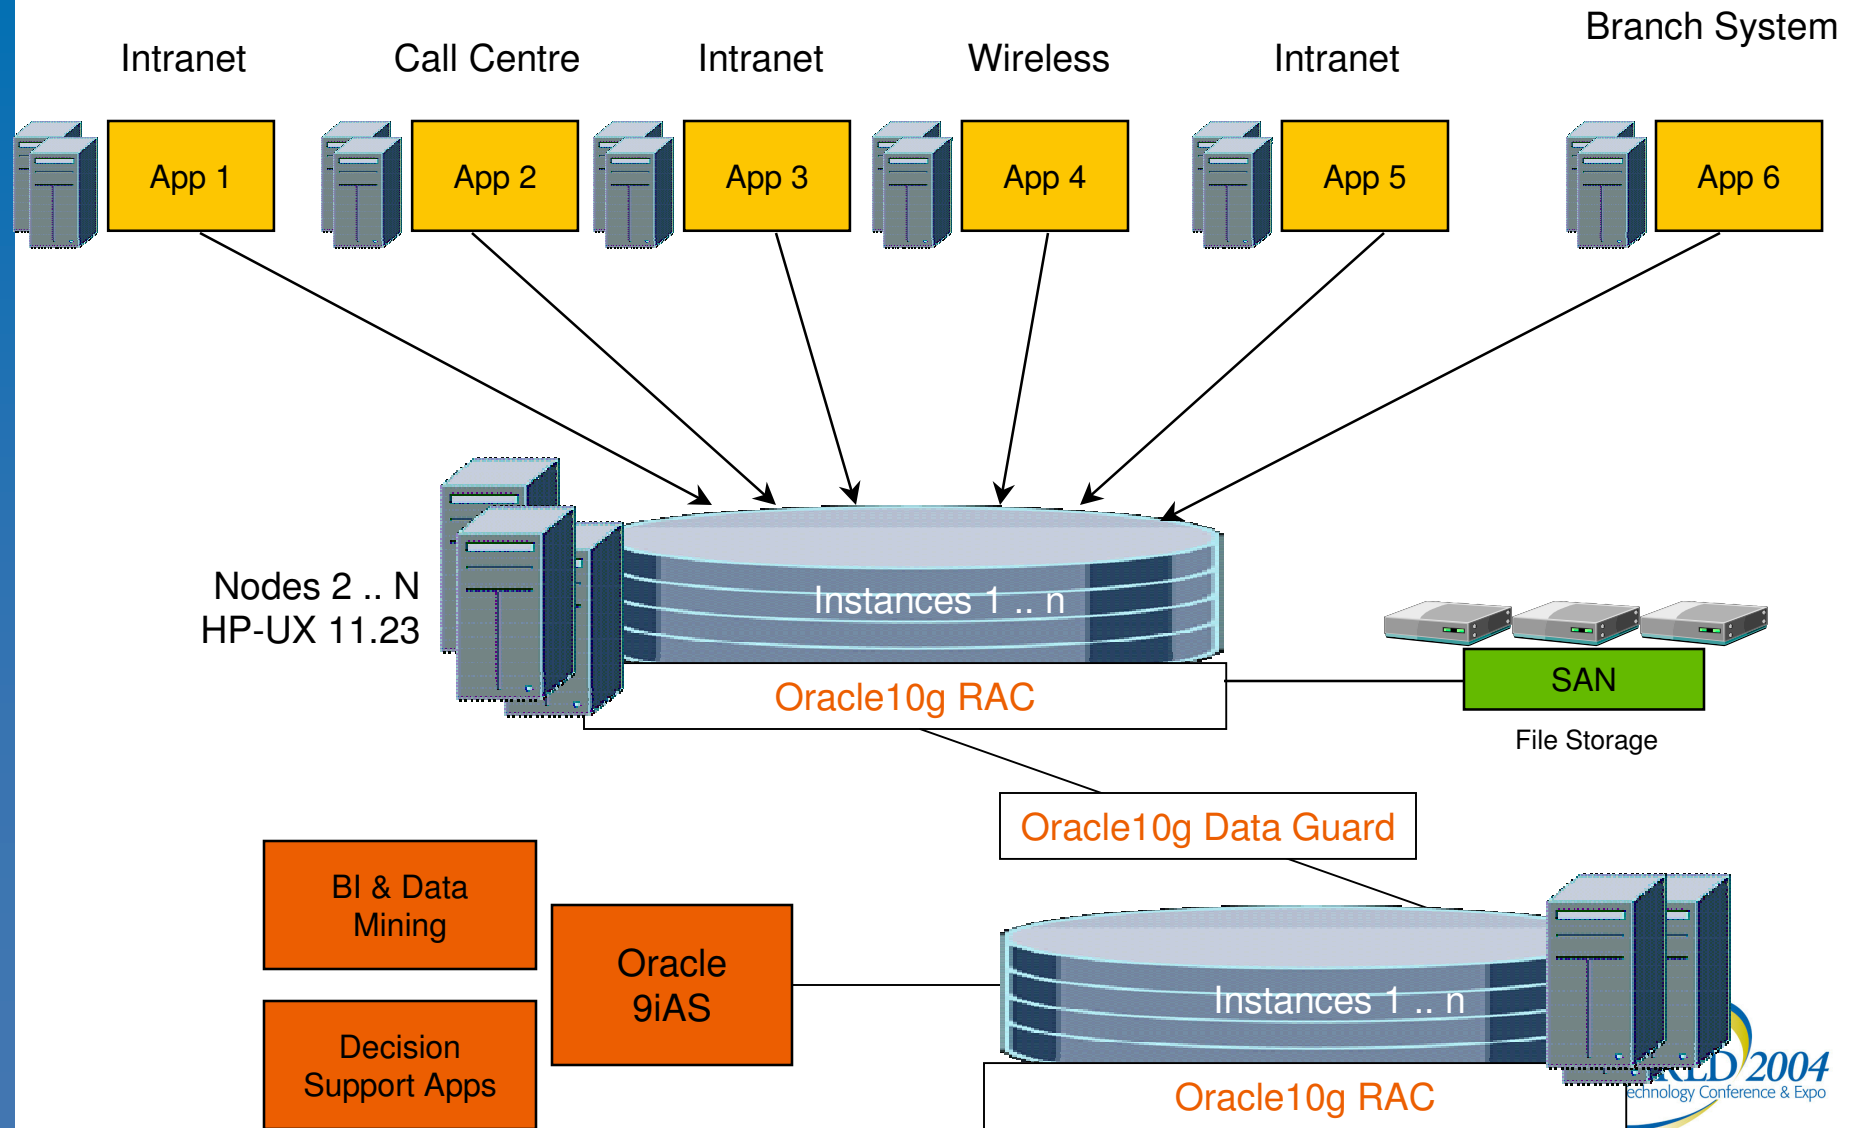 Branch System
Intranet
Call Centre
Intranet
Wireless
Intranet
App 1
App 2
App 3
App 4
App 5
App 6
Nodes 2 .. N
HP-UX 11.23
Instances 1 .. n
Oracle10g RAC
SAN
File Storage
Oracle10g Data Guard
BI & Data
Mining
Oracle
9iAS
Decision
Support Apps
Instances 1 .. n
Oracle10g RAC
2004
Conference & Expo